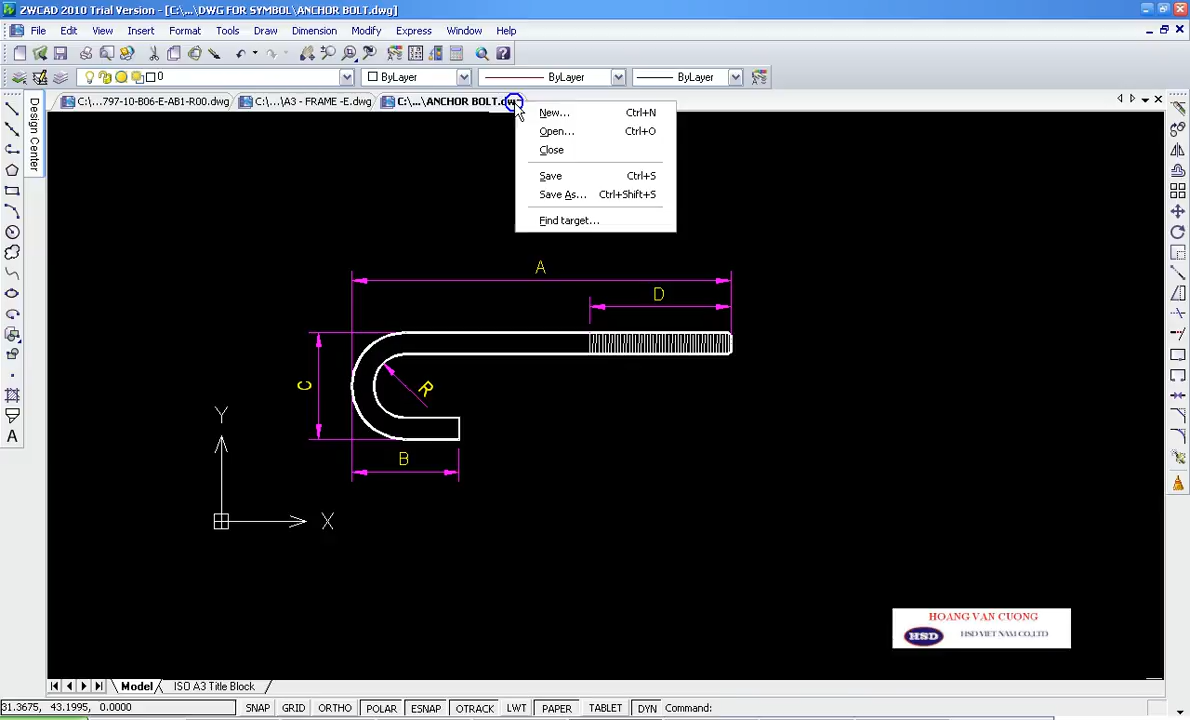 ZWCAD 2010 Trial Version - [C:\...\DWG FOR SYMBOL\ANCHOR BOLT.dwg]
File Edit View Insert Format Tools Draw Dimension Modify Express Window Help
0 ByLayer ByLayer ByLayer
C:\...797-10-B06-E-AB1-R00.dwg C:\...\A3 - FRAME -E.dwg C:\...\ANCHOR BOLT.dw
Design Center
New... Ctrl+N
Open... Ctrl+O
Close
Save Ctrl+S
Save As... Ctrl+Shift+S
Find target...
A
D
C
R
B
Y
X
A
HOANG VAN CUONG
HSD HSD VIET NAM CO.,LTD
Model ISO A3 Title Block
31.3675, 43.1995, 0.0000 SNAP GRID ORTHO POLAR ESNAP OTRACK LWT PAPER TABLET DYN Command: